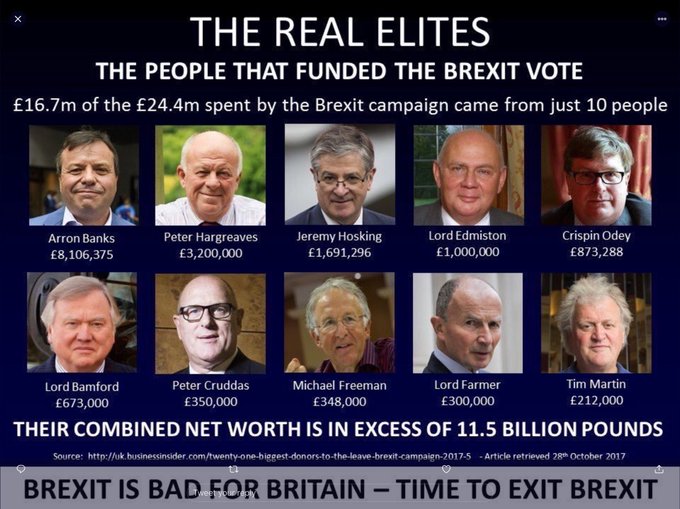 THE REAL ELITES
THE PEOPLE THAT FUNDED THE BREXIT VOTE
£16.7m of the £24.4m spent by the Brexit campaign came from just 10 people
Arron Banks
£8,106,375
Peter Hargreaves
£3,200,000
Jeremy Hosking
£1,691,296
Lord Edmiston
£1,000,000
Crispin Odey
£873,288
Lord Bamford
£673,000
Peter Cruddas
£350,000
Michael Freeman
£348,000
Lord Farmer
£300,000
Tim Martin
£212,000
THEIR COMBINED NET WORTH IS IN EXCESS OF 11.5 BILLION POUNDS
Source: http://uk.businessinsider.com/twenty-one-biggest-donors-to-the-leave-brexit-campaign-2017-5 - Article retrieved 28th October 2017
BREXIT IS BAD FOR BRITAIN – TIME TO EXIT BREXIT
Tweet your reply